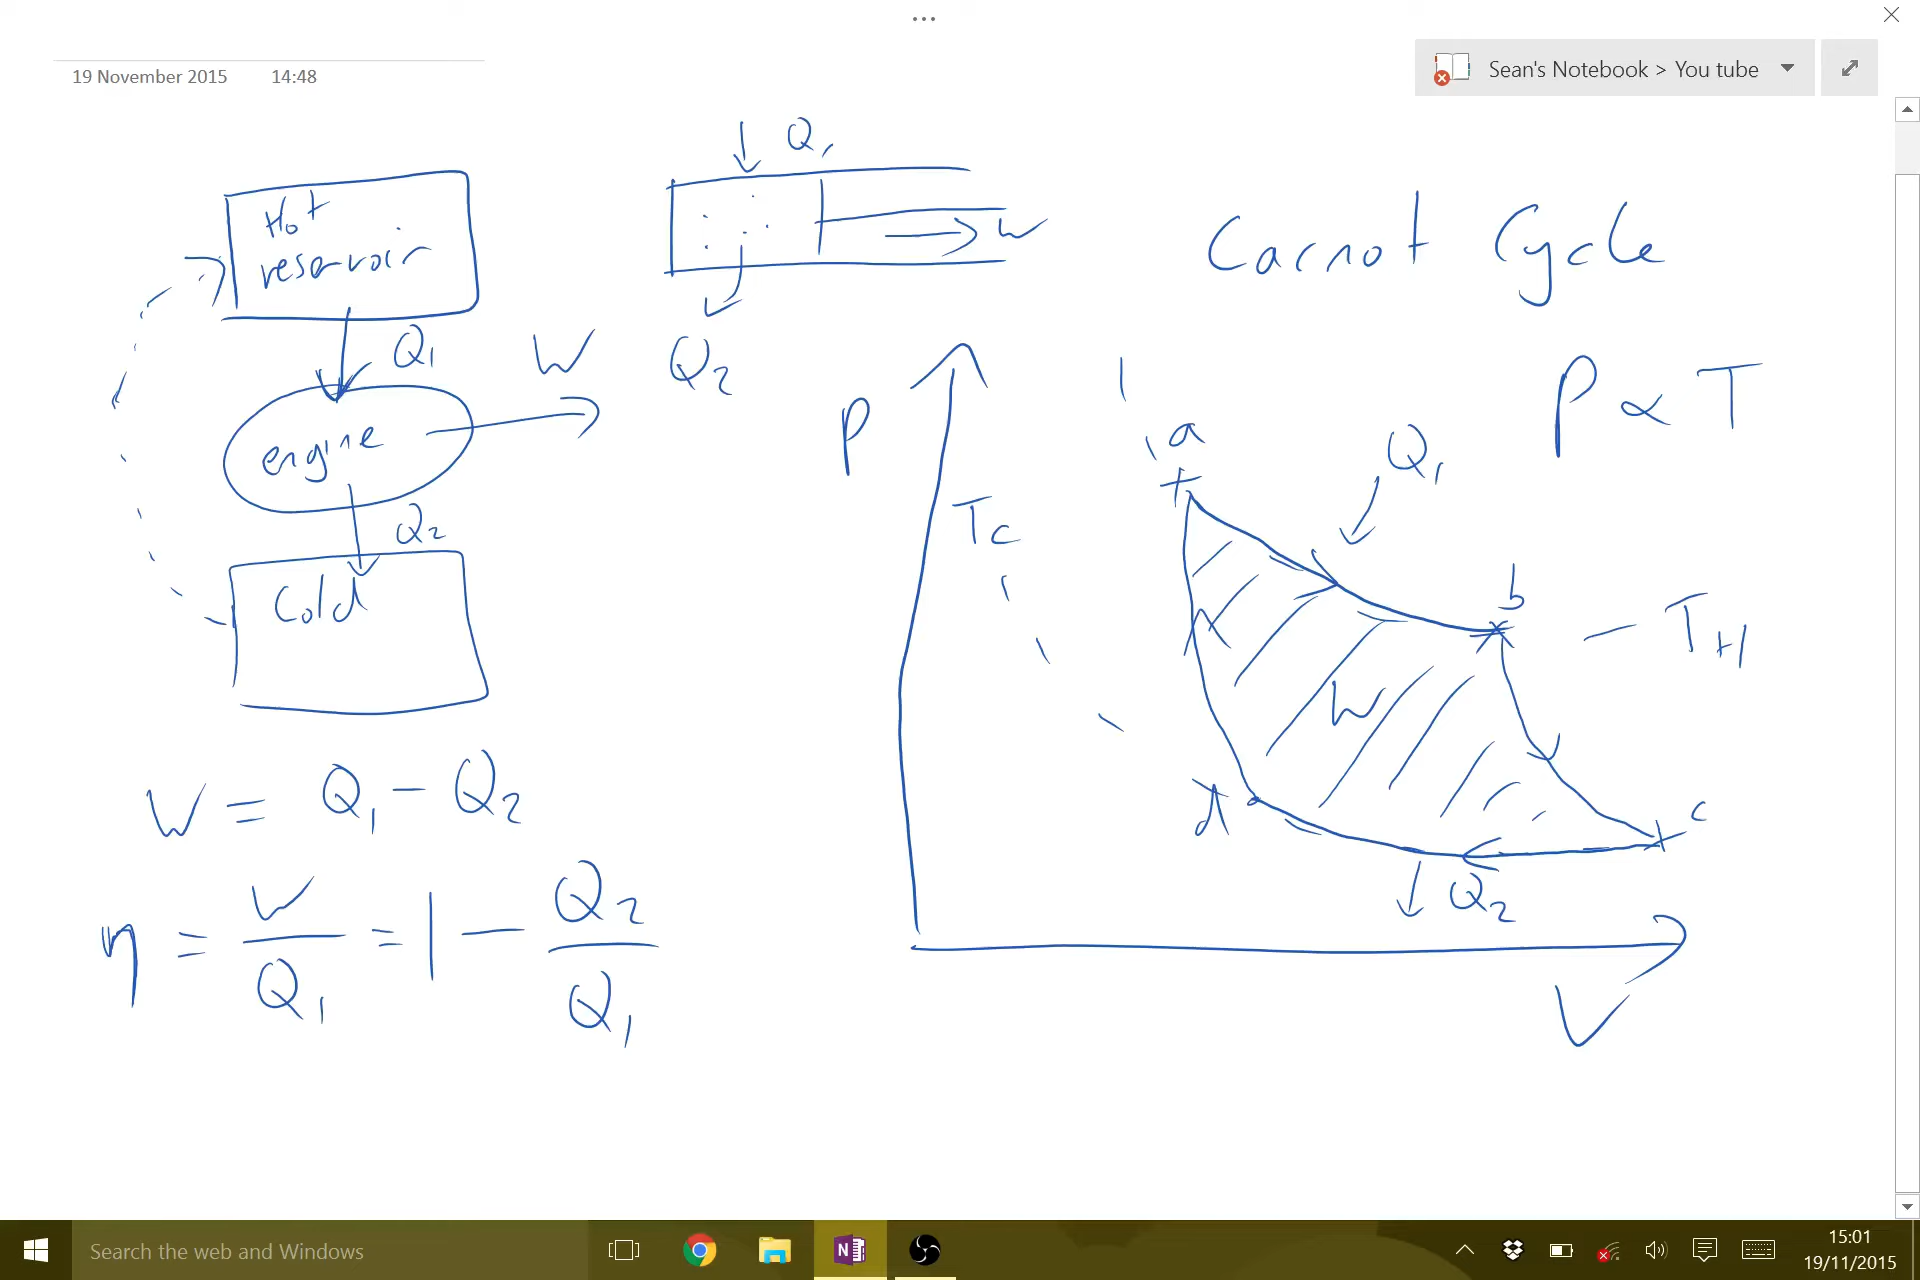 19 November 2015 14:48
Sean's Notebook > You tube
Hot
reservoir
Q1
engine
W
Q2
Cold
W = Q1 - Q2
η = W/Q1 = 1 - Q2/Q1
Q1
W
Q2
Carnot Cycle
P ∝ T
P
Tc
a
Q1
b
TH
W
d
c
Q2
V
Search the web and Windows
15:01
19/11/2015